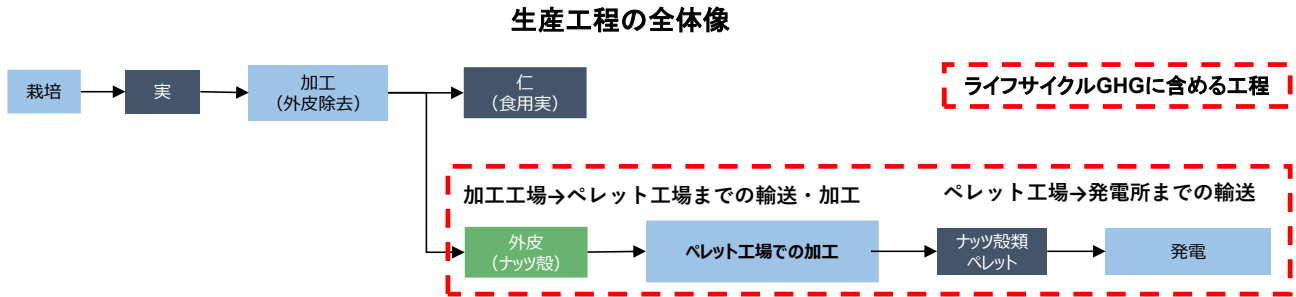 生産工程の全体像
栽培
実
加工
（外皮除去）
仁
（食用実）
ライフサイクルGHGに含める工程
加工工場→ペレット工場までの輸送・加工
ペレット工場→発電所までの輸送
外皮
（ナッツ殻）
ペレット工場での加工
ナッツ殻類
ペレット
発電